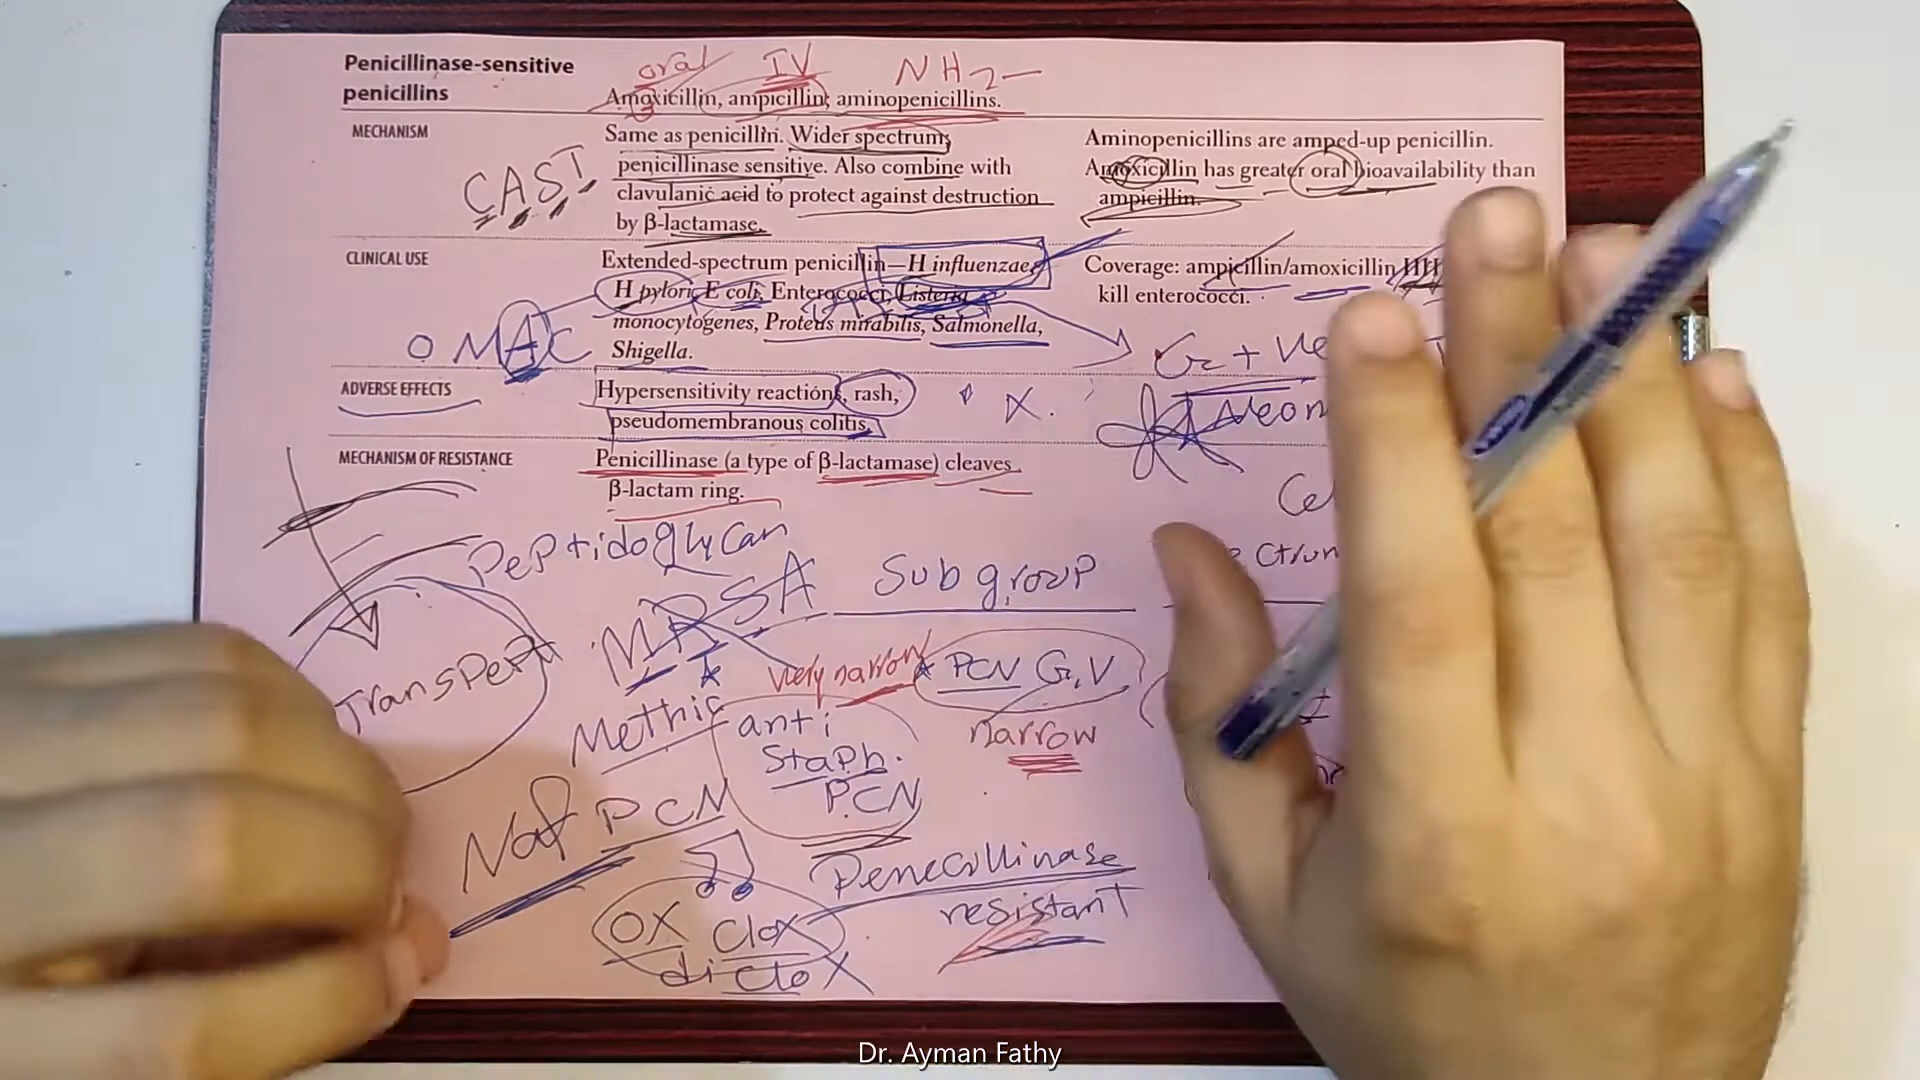 oral IV NH2-
Penicillinase-sensitive
penicillins
Amoxicillin, ampicillin; aminopenicillins.
MECHANISM
Same as penicillin. Wider spectrum;
penicillinase sensitive. Also combine with
clavulanic acid to protect against destruction
by β-lactamase.
Aminopenicillins are amped-up penicillin.
Amoxicillin has greater oral bioavailability than
ampicillin.
CAST
CLINICAL USE
Extended-spectrum penicillin—H influenzae,
H pylori, E coli, Enterococci, Listeria
monocytogenes, Proteus mirabilis, Salmonella,
Shigella.
Coverage: ampicillin/amoxicillin HH
kill enterococci.
OMAC
G+ve
ADVERSE EFFECTS
Hypersensitivity reactions, rash,
pseudomembranous colitis.
X.
Neon
MECHANISM OF RESISTANCE
Penicillinase (a type of β-lactamase) cleaves
β-lactam ring.
Peptidoglycan
MRSA
Subgroup
very narrow
PCN G,V
narrow
Methic
anti
Staph.
PCN
Naf PCN
Penecillinase
resistant
OX Clox
diclox
Dr. Ayman Fathy